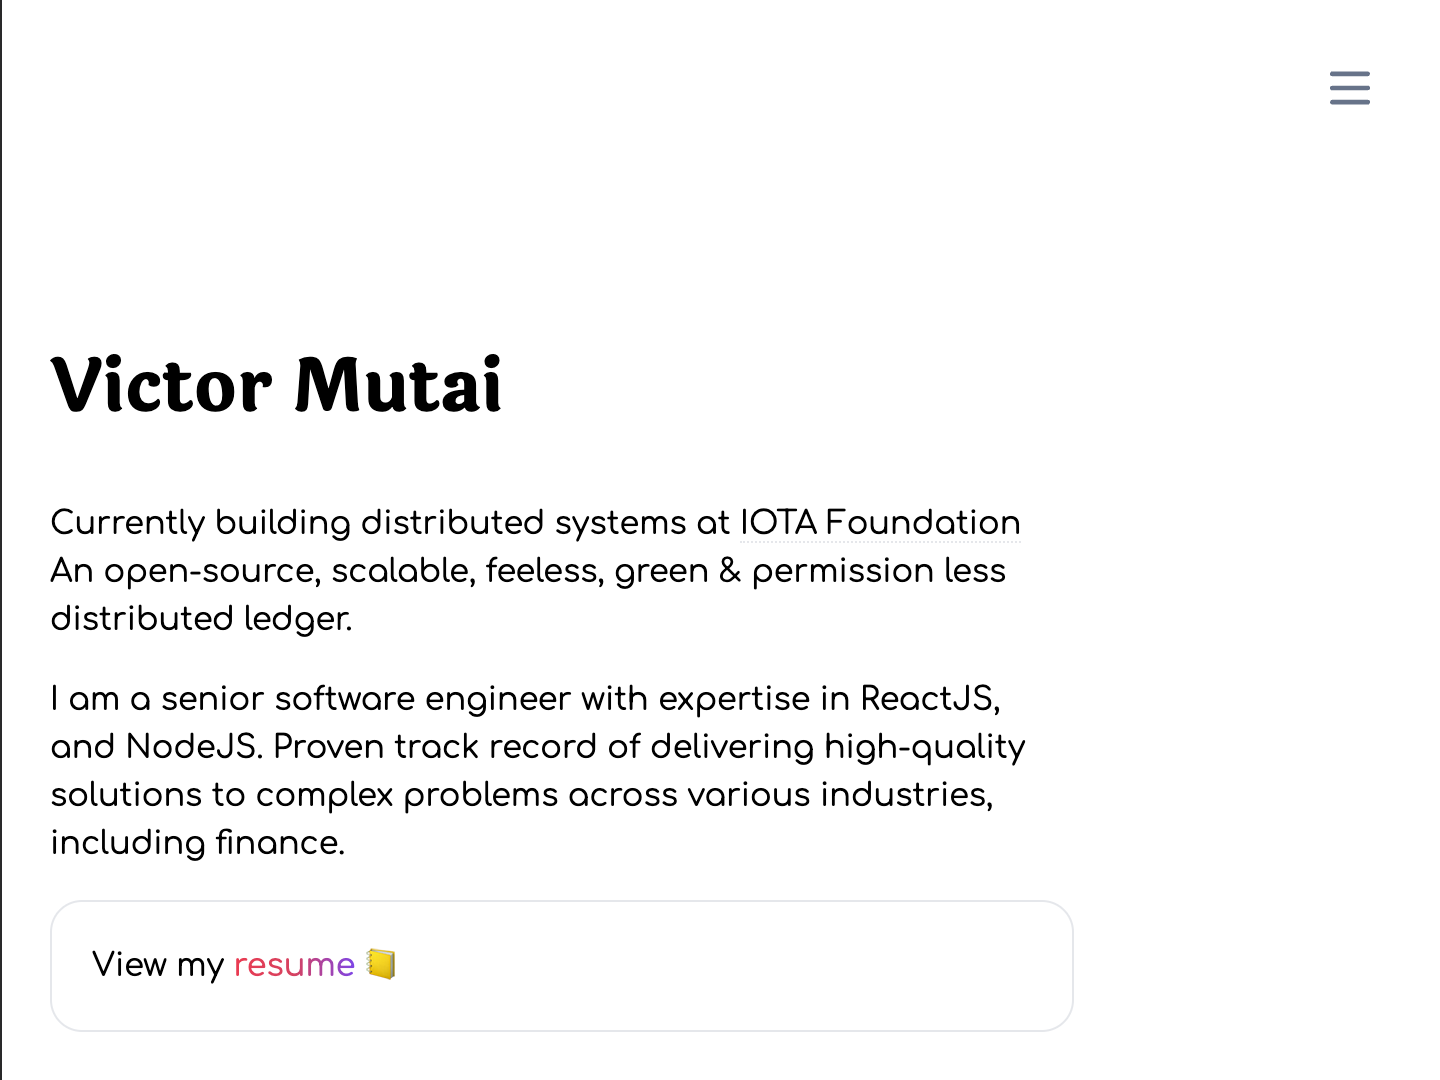 Victor Mutai
Currently building distributed systems at IOTA Foundation
An open-source, scalable, feeless, green & permission less
distributed ledger.
I am a senior software engineer with expertise in ReactJS,
and NodeJS. Proven track record of delivering high-quality
solutions to complex problems across various industries,
including finance.
View my resume 📒